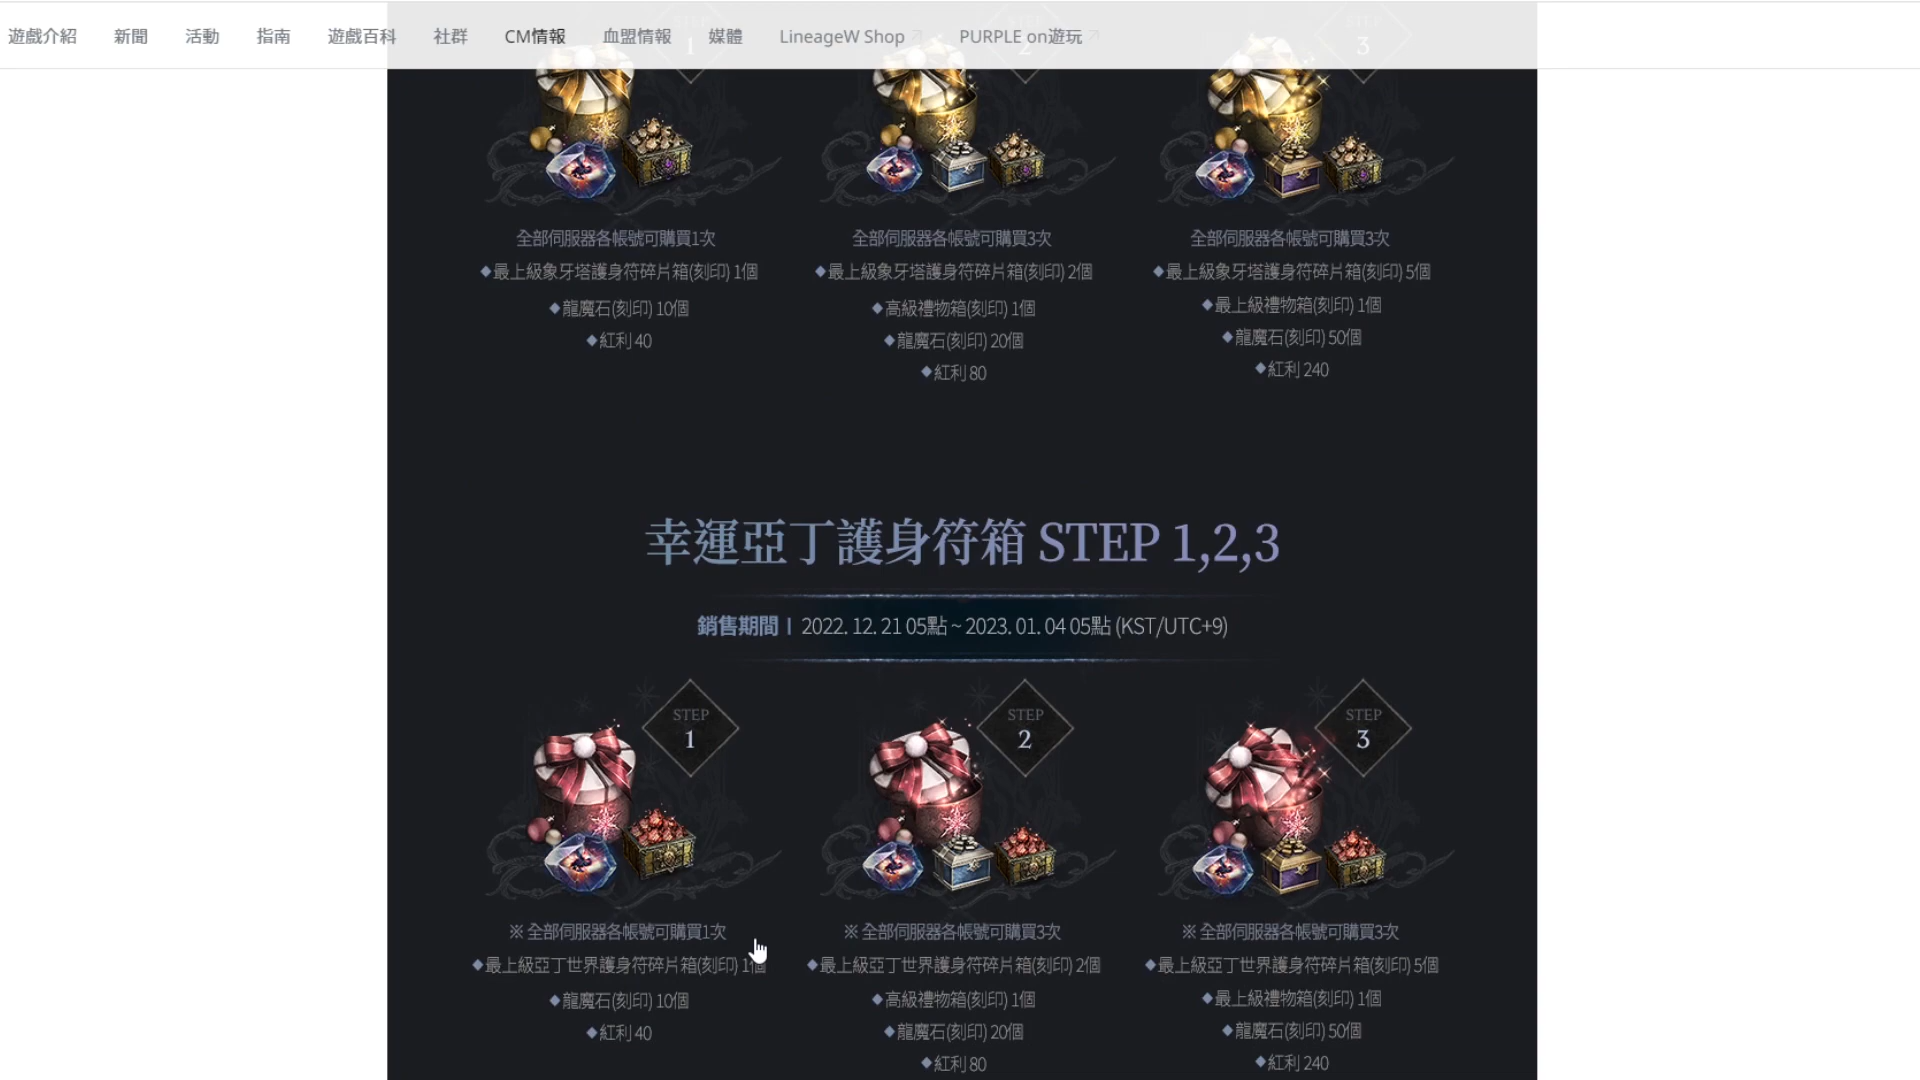 遊戲介紹 新聞 活動 指南 遊戲百科 社群 CM情報 血盟情報 媒體 LineageW Shop PURPLE on遊玩
STEP STEP STEP
1 2 3
全部伺服器各帳號可購買1次 全部伺服器各帳號可購買3次 全部伺服器各帳號可購買3次
◆最上級象牙塔護身符碎片箱(刻印) 1個 ◆最上級象牙塔護身符碎片箱(刻印) 2個 ◆最上級象牙塔護身符碎片箱(刻印) 5個
◆龍魔石(刻印) 10個 ◆高級禮物箱(刻印) 1個 ◆最上級禮物箱(刻印) 1個
◆紅利 40 ◆龍魔石(刻印) 20個 ◆龍魔石(刻印) 50個
◆紅利 80 ◆紅利 240
幸運亞丁護身符箱 STEP 1,2,3
銷售期間 | 2022. 12. 21 05點 ~ 2023. 01. 04 05點 (KST/UTC+9)
STEP STEP STEP
1 2 3
※ 全部伺服器各帳號可購買1次 ※ 全部伺服器各帳號可購買3次 ※ 全部伺服器各帳號可購買3次
◆最上級亞丁世界護身符碎片箱(刻印) 1個 ◆最上級亞丁世界護身符碎片箱(刻印) 2個 ◆最上級亞丁世界護身符碎片箱(刻印) 5個
◆龍魔石(刻印) 10個 ◆高級禮物箱(刻印) 1個 ◆最上級禮物箱(刻印) 1個
◆紅利 40 ◆龍魔石(刻印) 20個 ◆龍魔石(刻印) 50個
◆紅利 80 ◆紅利 240